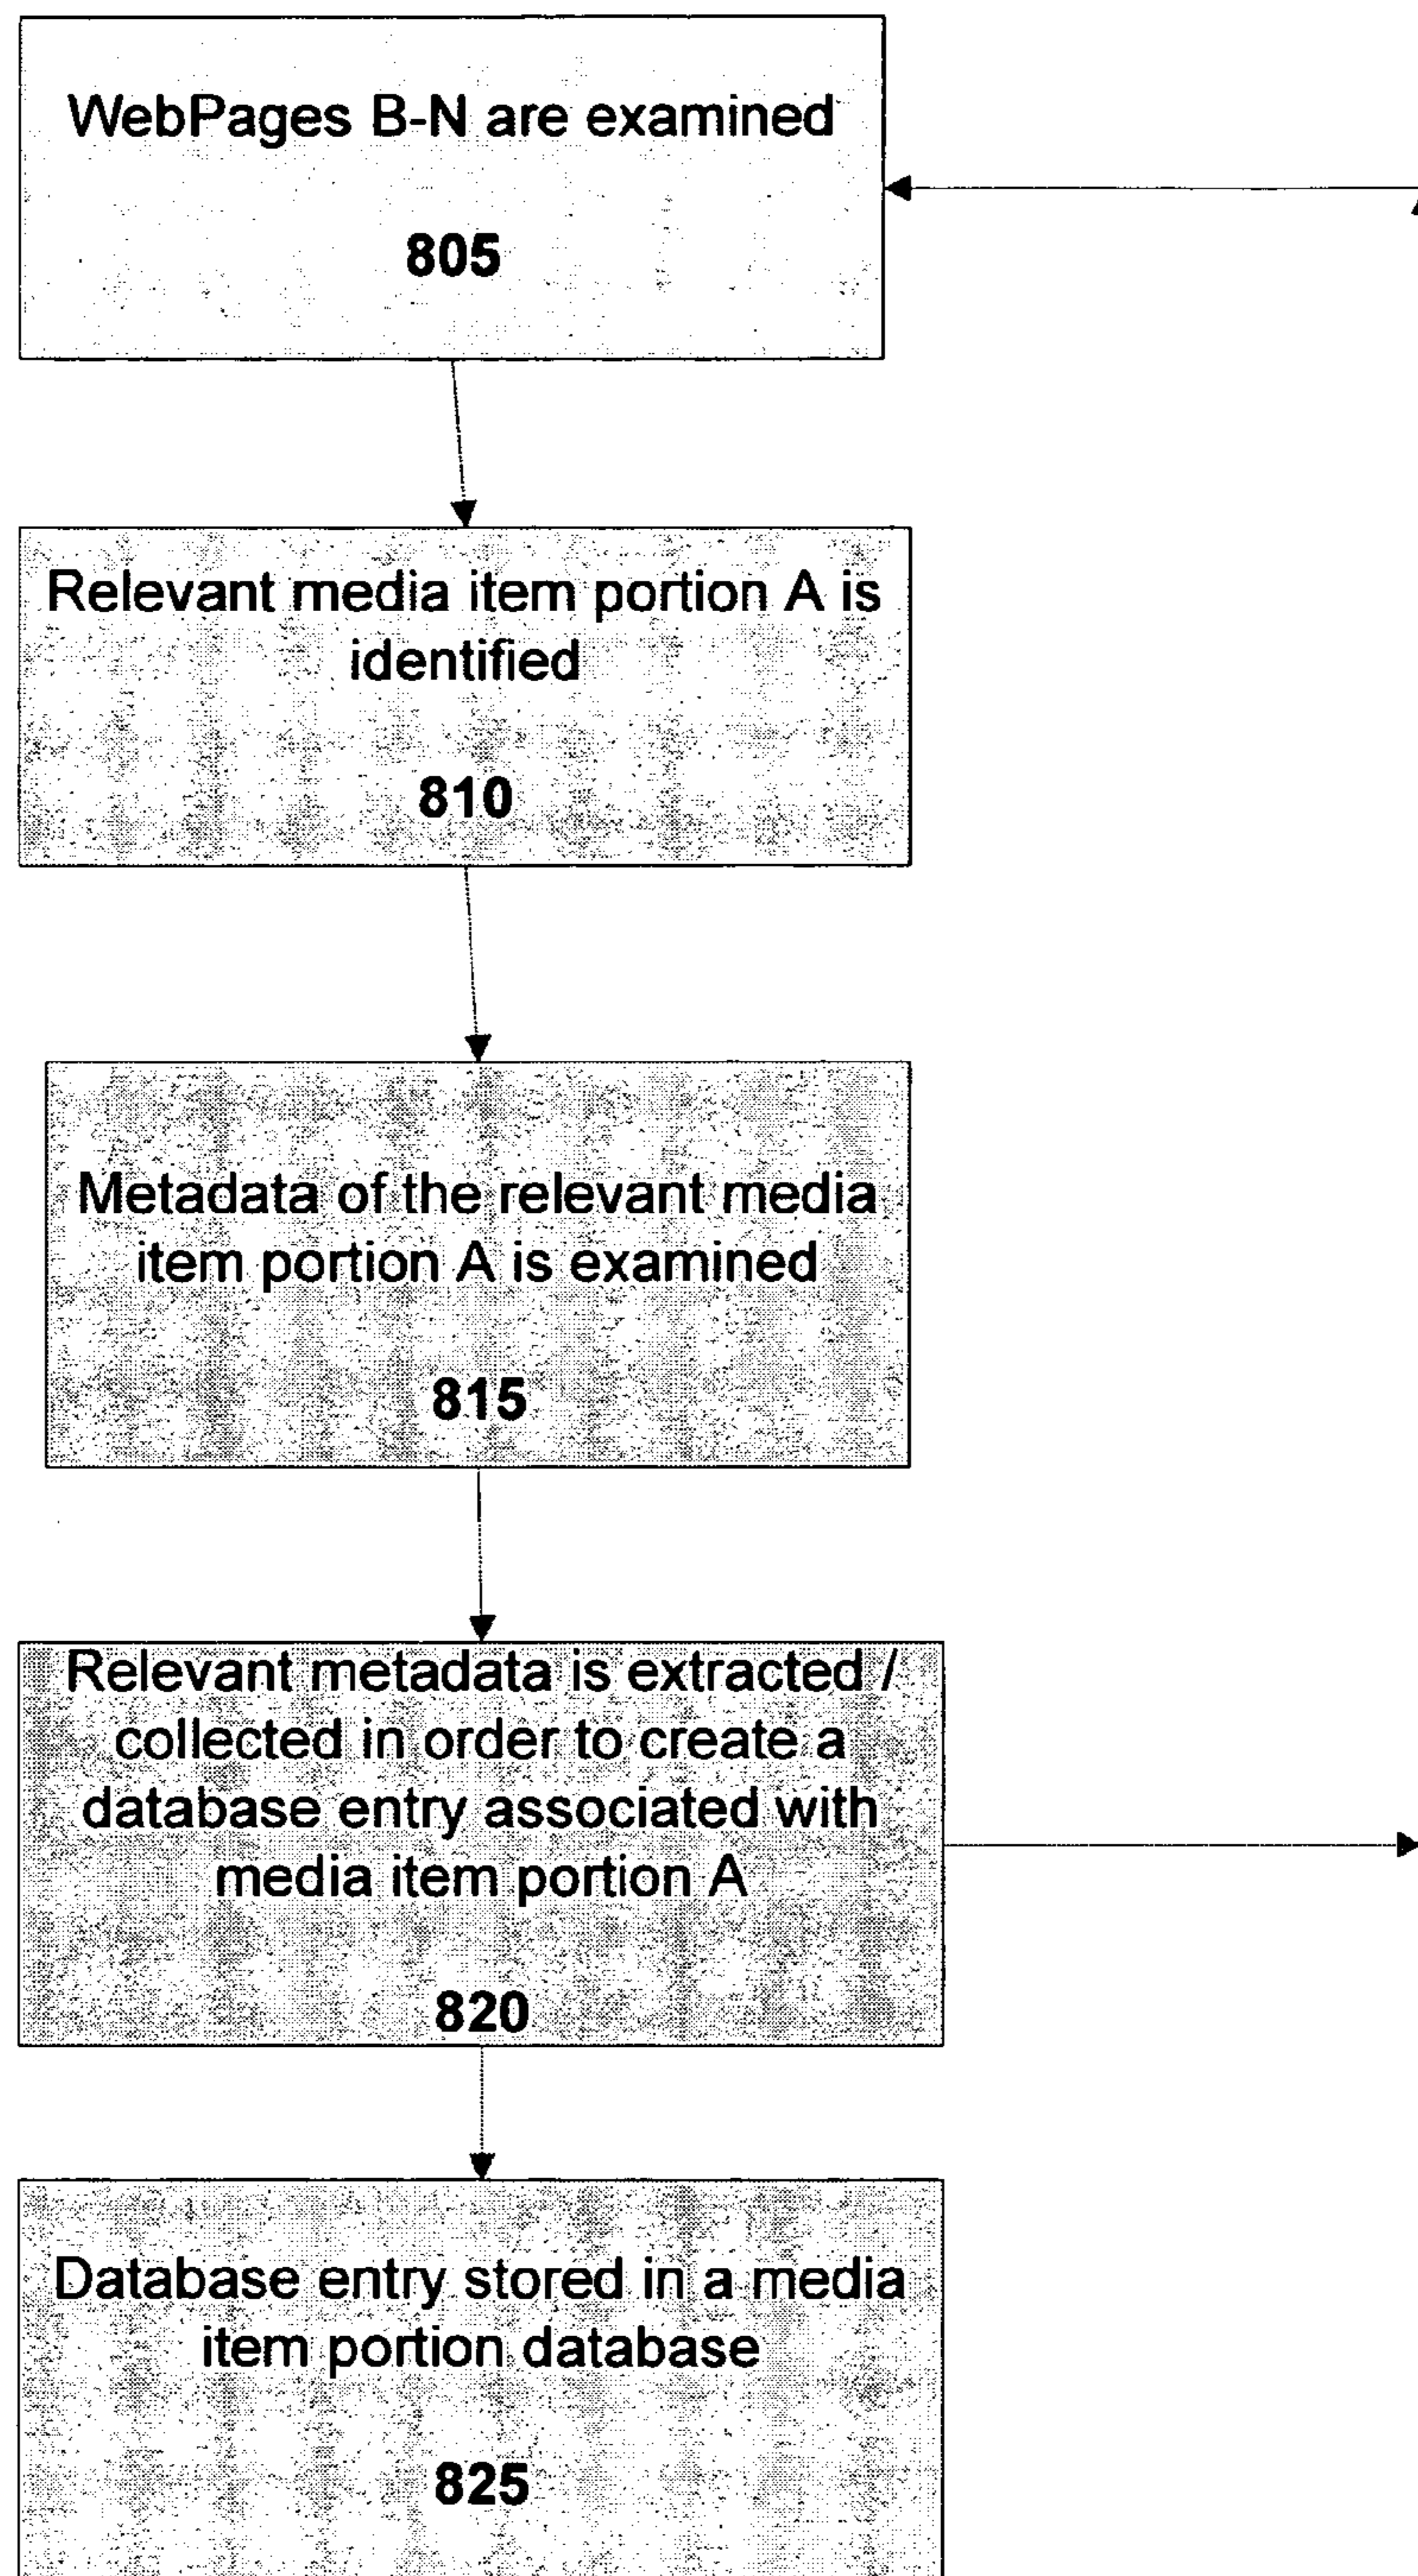 WebPages B-N are examined
805
Relevant media item portion A is
identified
810
Metadata of the relevant media
item portion A is examined
815
Relevant metadata is extracted /
collected in order to create a
database entry associated with
media item portion A
820
Database entry stored in a media
item portion database
825